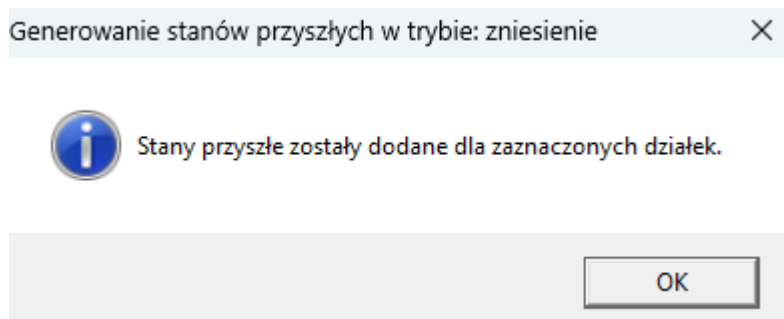 Generowanie stanów przyszłych w trybie: zniesienie
Stany przyszłe zostały dodane dla zaznaczonych działek.
OK